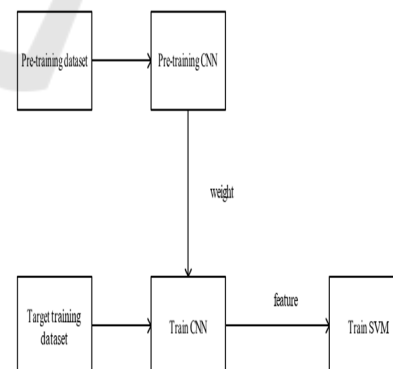 Pre-training dataset
Pre-training CNN
weight
Target training
dataset
Train CNN
feature
Train SVM